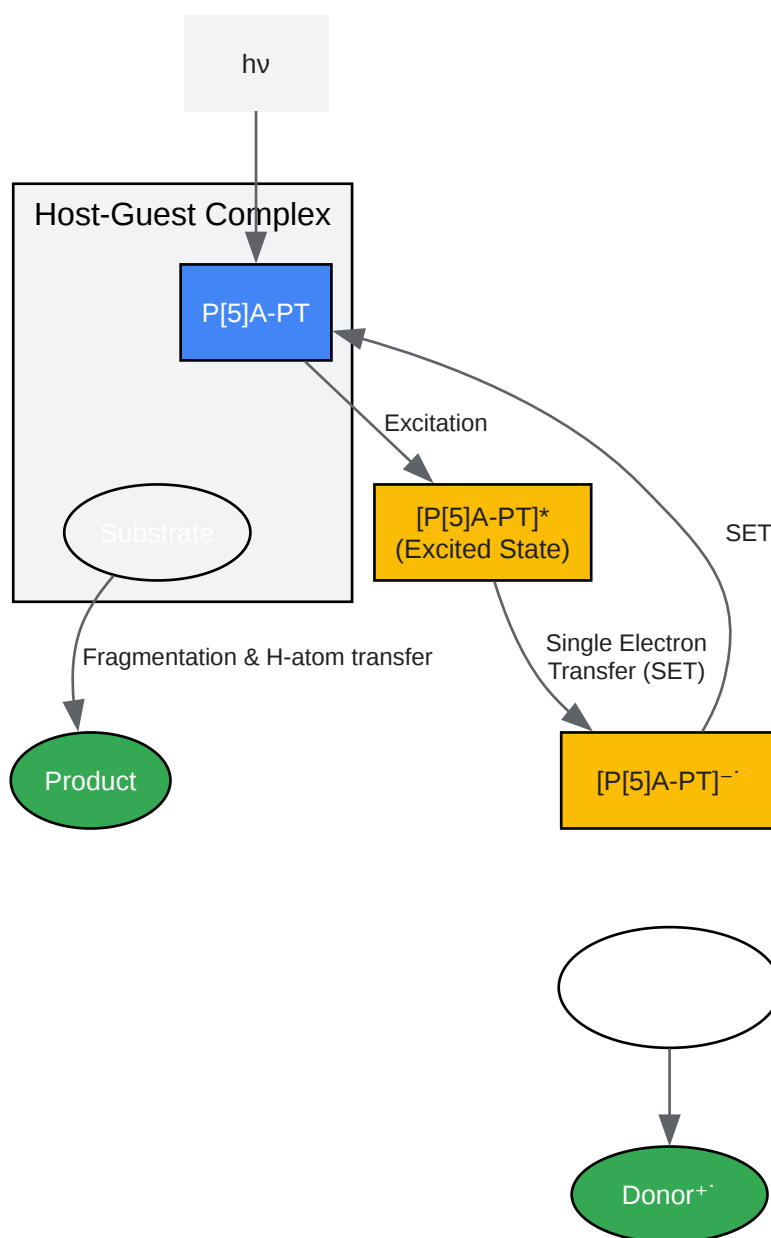 hν
Host-Guest Complex
P[5]A-PT
Excitation
Substrate
[P[5]A-PT]*
(Excited State)
SET
Single Electron
Transfer (SET)
Fragmentation & H-atom transfer
Product
[P[5]A-PT]⁻˙
Donor⁺˙